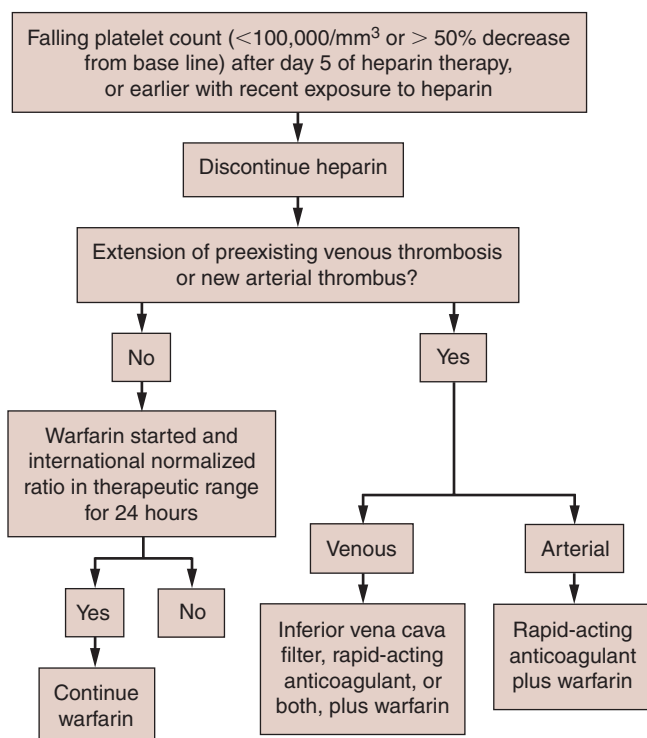 Falling platelet count (<100,000/mm³ or > 50% decrease
from base line) after day 5 of heparin therapy,
or earlier with recent exposure to heparin
Discontinue heparin
Extension of preexisting venous thrombosis
or new arterial thrombus?
No
Yes
Warfarin started and
international normalized
ratio in therapeutic range
for 24 hours
Venous
Arterial
Yes
No
Inferior vena cava
filter, rapid-acting
anticoagulant, or
both, plus warfarin
Rapid-acting
anticoagulant
plus warfarin
Continue
warfarin